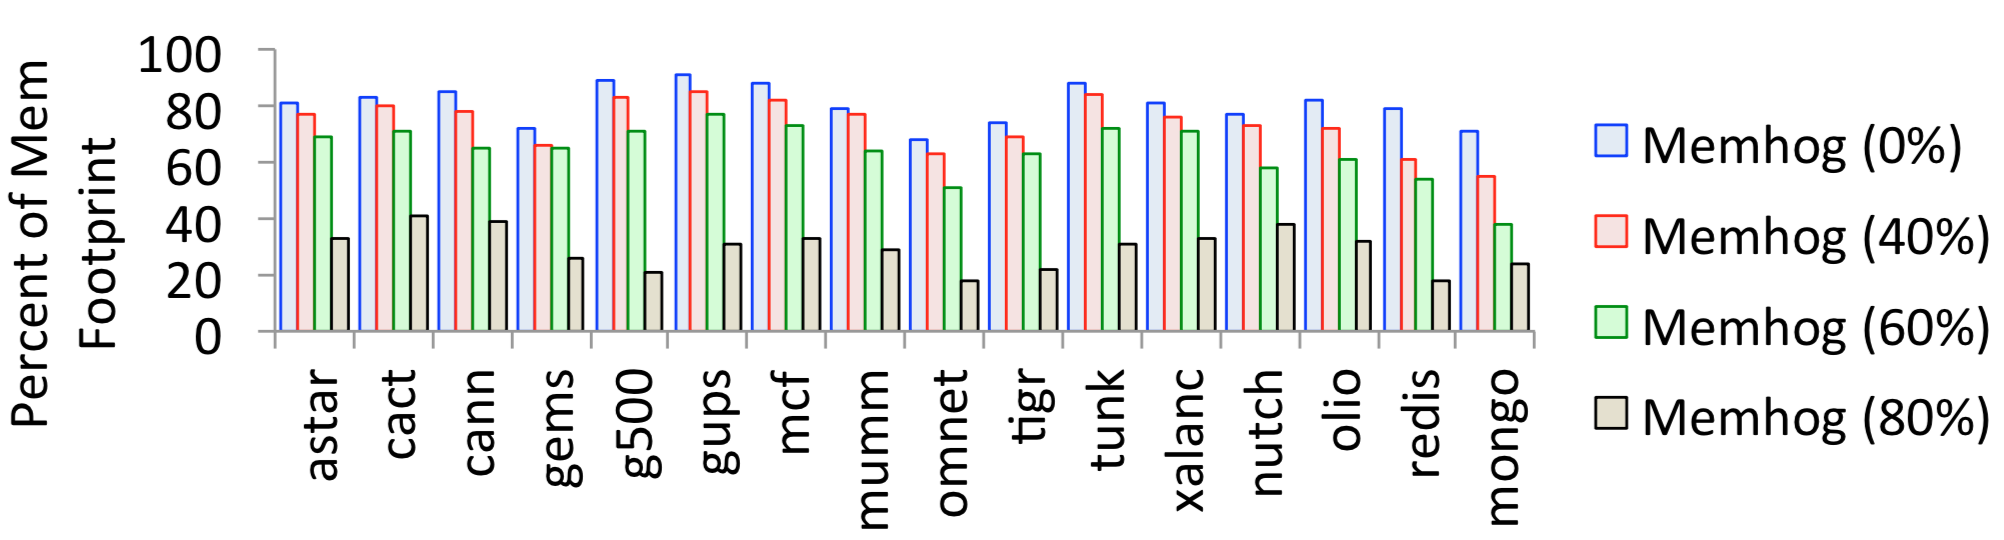 Percent of Mem
Footprint
100
80
60
40
20
0
astar
cact
cann
gems
g500
gups
mcf
mumm
omnet
tigr
tunk
xalanc
nutch
olio
redis
mongo
Memhog (0%)
Memhog (40%)
Memhog (60%)
Memhog (80%)